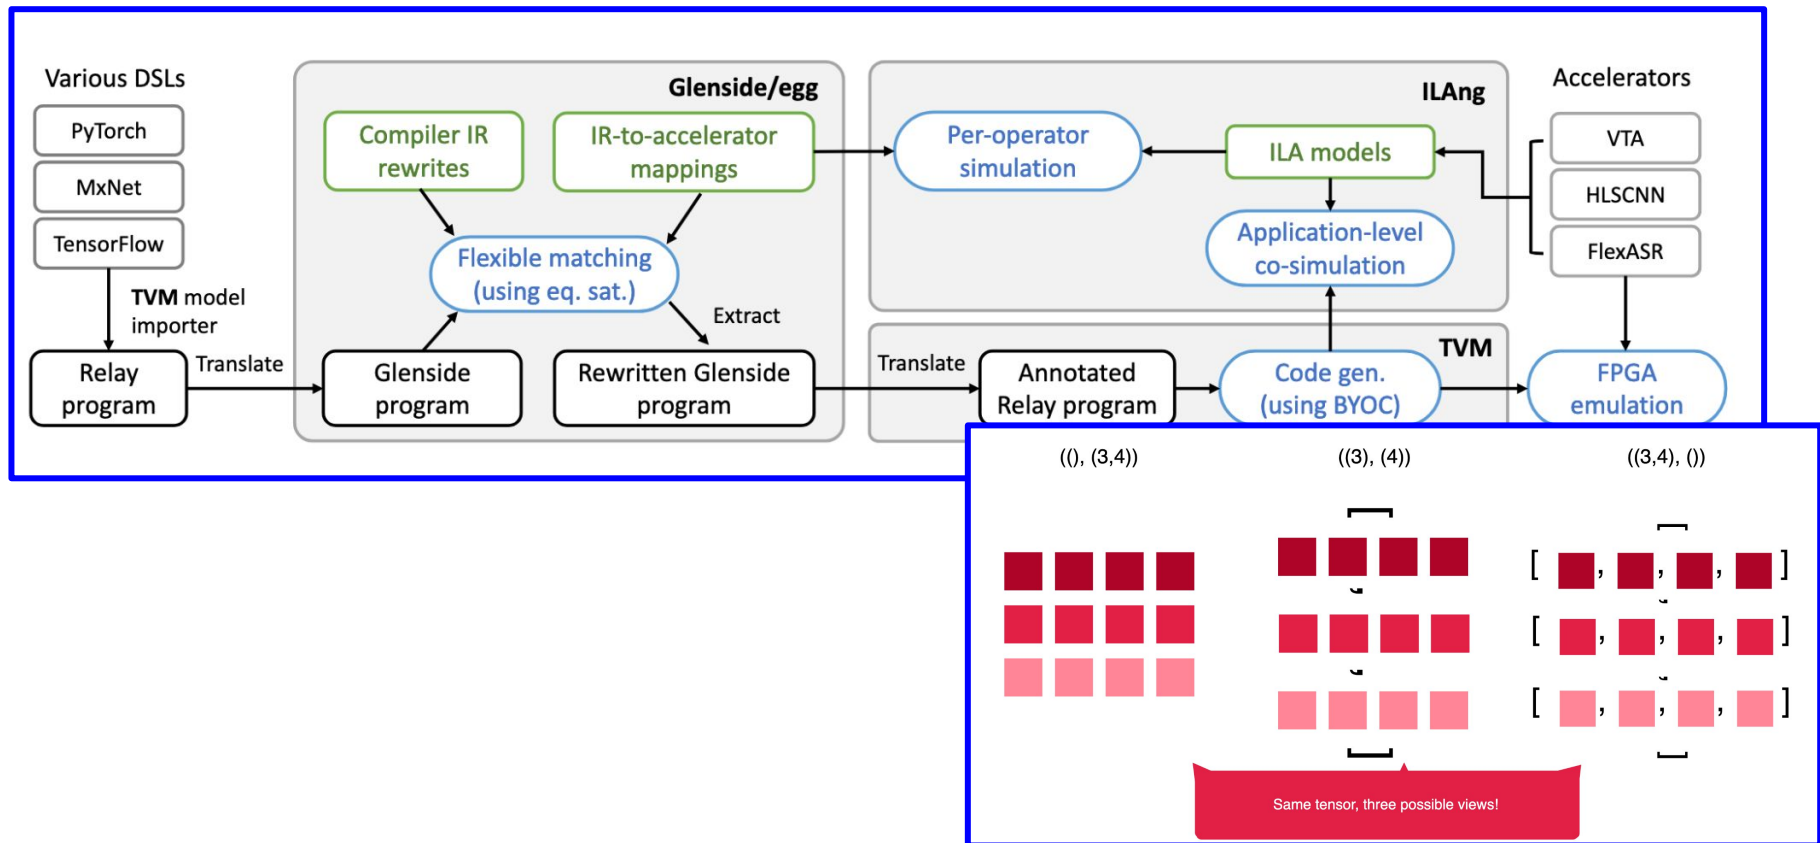 Various DSLs
PyTorch
MxNet
TensorFlow
TVM model
importer
Relay
program
Translate
Glenside/egg
Compiler IR
rewrites
IR-to-accelerator
mappings
Flexible matching
(using eq. sat.)
Extract
Glenside
program
Rewritten Glenside
program
ILAng
Per-operator
simulation
ILA models
Application-level
co-simulation
Accelerators
VTA
HLSCNN
FlexASR
Translate
TVM
Annotated
Relay program
Code gen.
(using BYOC)
FPGA
emulation
((), (3,4))
((3), (4))
((3,4), ())
[ , , , ]
[ , , , ]
[ , , , ]
Same tensor, three possible views!